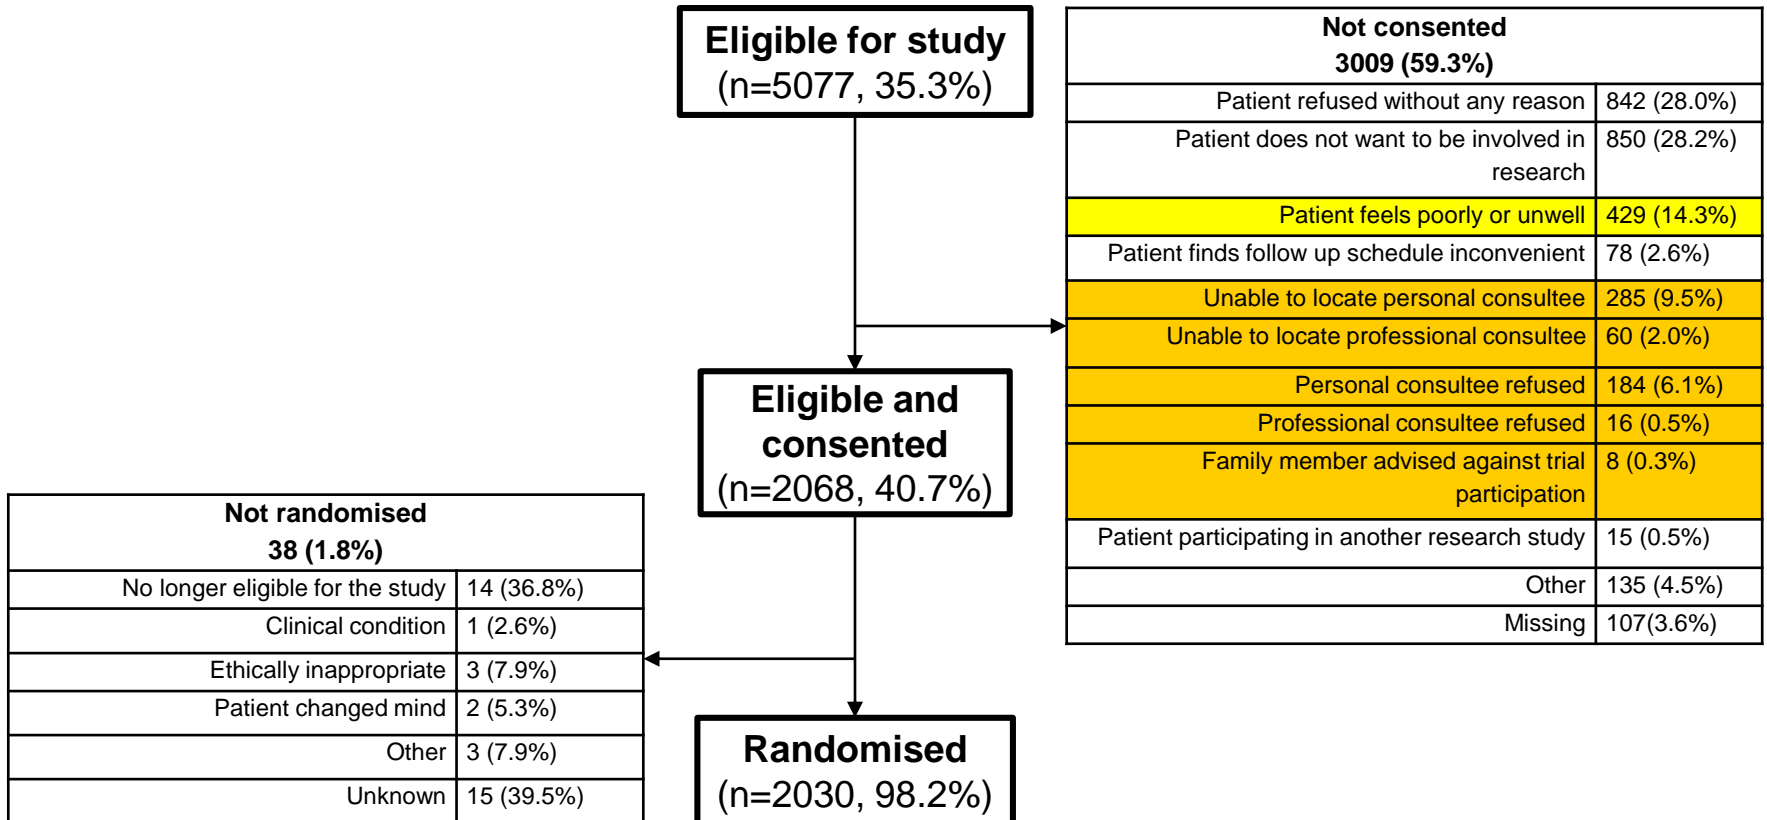 Eligible for study
(n=5077, 35.3%)
Not consented
3009 (59.3%)
Patient refused without any reason 842 (28.0%)
Patient does not want to be involved in 850 (28.2%)
research
Patient feels poorly or unwell 429 (14.3%)
Patient finds follow up schedule inconvenient 78 (2.6%)
Unable to locate personal consultee 285 (9.5%)
Unable to locate professional consultee 60 (2.0%)
Personal consultee refused 184 (6.1%)
Professional consultee refused 16 (0.5%)
Family member advised against trial 8 (0.3%)
participation
Patient participating in another research study 15 (0.5%)
Other 135 (4.5%)
Missing 107(3.6%)
Eligible and
consented
(n=2068, 40.7%)
Not randomised
38 (1.8%)
No longer eligible for the study 14 (36.8%)
Clinical condition 1 (2.6%)
Ethically inappropriate 3 (7.9%)
Patient changed mind 2 (5.3%)
Other 3 (7.9%)
Unknown 15 (39.5%)
Randomised
(n=2030, 98.2%)